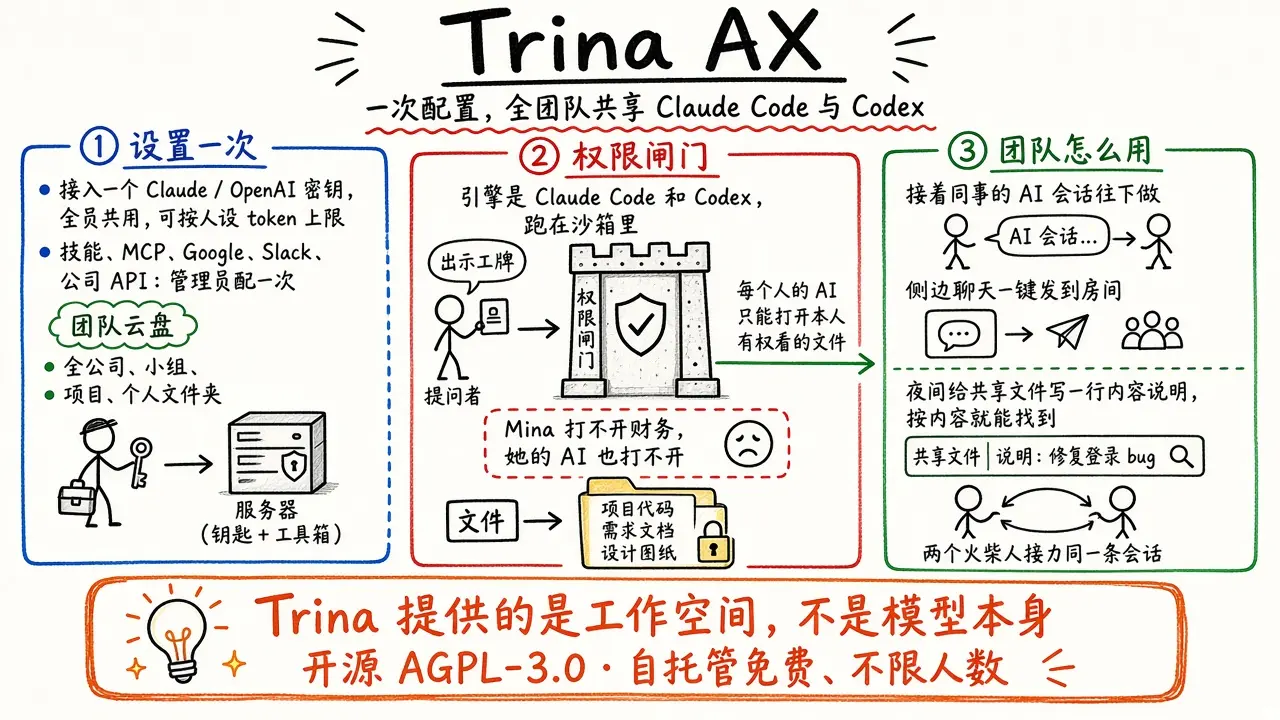 Trina AX
一次配置，全团队共享 Claude Code 与 Codex
① 设置一次
接入一个 Claude / OpenAI 密钥，
全员共用，可按人设 token 上限
技能、MCP、Google、Slack、
公司 API：管理员配一次
团队云盘
全公司、小组、
项目、个人文件夹
服务器
（钥匙 + 工具箱）
② 权限闸门
引擎是 Claude Code 和 Codex，
跑在沙箱里
出示工牌
提问者
权限闸门
每个人的 AI
只能打开本人
有权看的文件
Mina 打不开财务，
她的 AI 也打不开
文件
项目代码
需求文档
设计图纸
③ 团队怎么用
接着同事的 AI 会话往下做
AI 会话...
侧边聊天一键发到房间
夜间给共享文件写一行内容说明，
按内容就能找到
共享文件 | 说明：修复登录 bug
两个火柴人接力同一条会话
Trina 提供的是工作空间，不是模型本身
开源 AGPL-3.0 · 自托管免费、不限人数